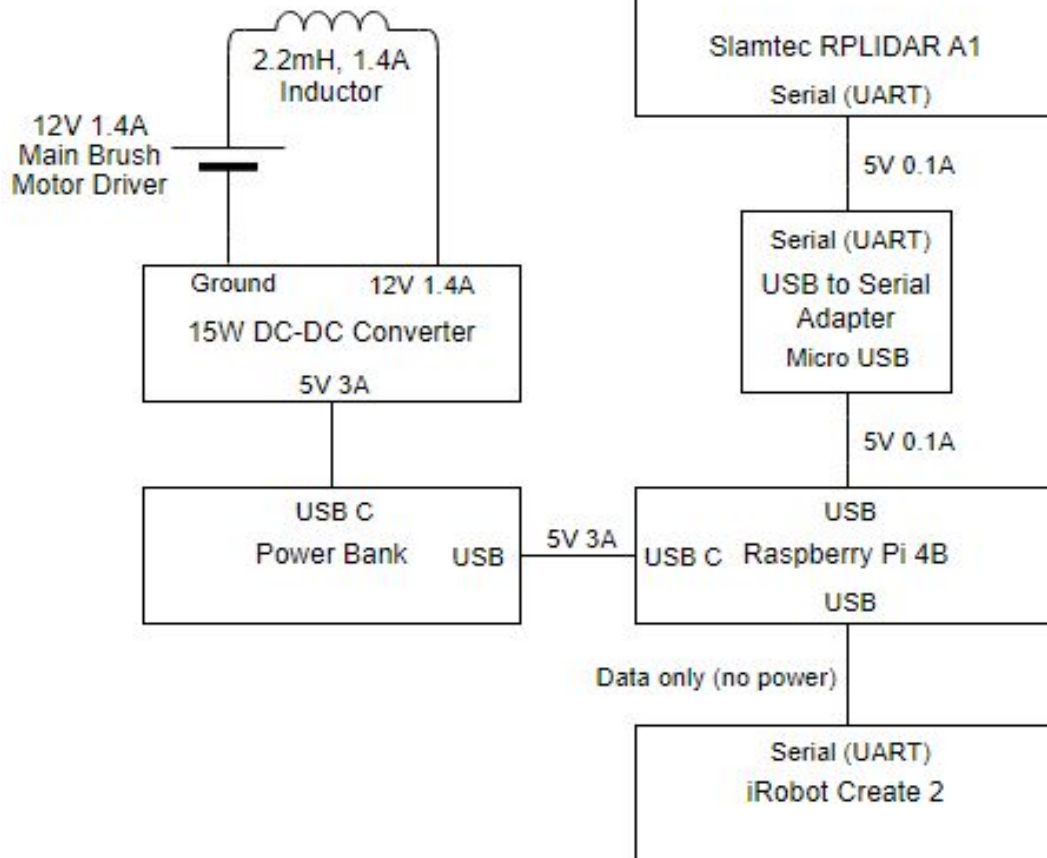 2.2mH, 1.4A
Inductor
12V 1.4A
Main Brush
Motor Driver
Ground
12V 1.4A
15W DC-DC Converter
5V 3A
USB C
Power Bank
USB
5V 3A
Slamtec RPLIDAR A1
Serial (UART)
5V 0.1A
Serial (UART)
USB to Serial
Adapter
Micro USB
5V 0.1A
USB
USB C
Raspberry Pi 4B
USB
Data only (no power)
Serial (UART)
iRobot Create 2